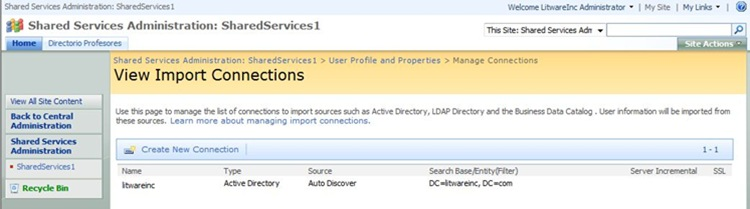 Shared Services Administration: SharedServices1
Welcome LitwareInc Administrator | My Site | My Links
Shared Services Administration: SharedServices1
This Site: Shared Services Adm
Home Directorio Profesores
Site Actions
Shared Services Administration: SharedServices1 > User Profile and Properties > Manage Connections
View Import Connections
View All Site Content
Back to Central
Administration
Shared Services
Administration
SharedServices1
Recycle Bin
Use this page to manage the list of connections to import sources such as Active Directory, LDAP Directory and the Business Data Catalog . User information will be imported
from these sources. Learn more about managing import connections.
Create New Connection
1 - 1
Name Type Source Search Base/Entity(Filter) Server Incremental SSL
litwareinc Active Directory Auto Discover DC=litwareinc, DC=com